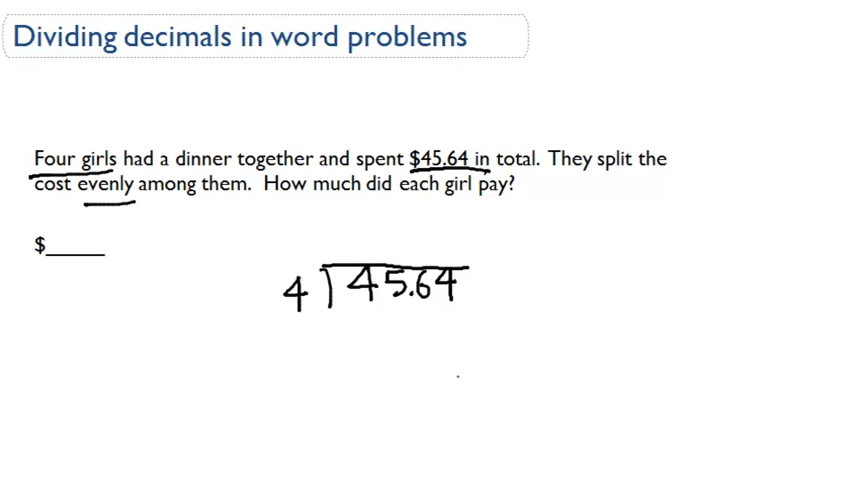 Dividing decimals in word problems
Four girls had a dinner together and spent $45.64 in total. They split the
cost evenly among them. How much did each girl pay?
$_____
4 ) 45.64